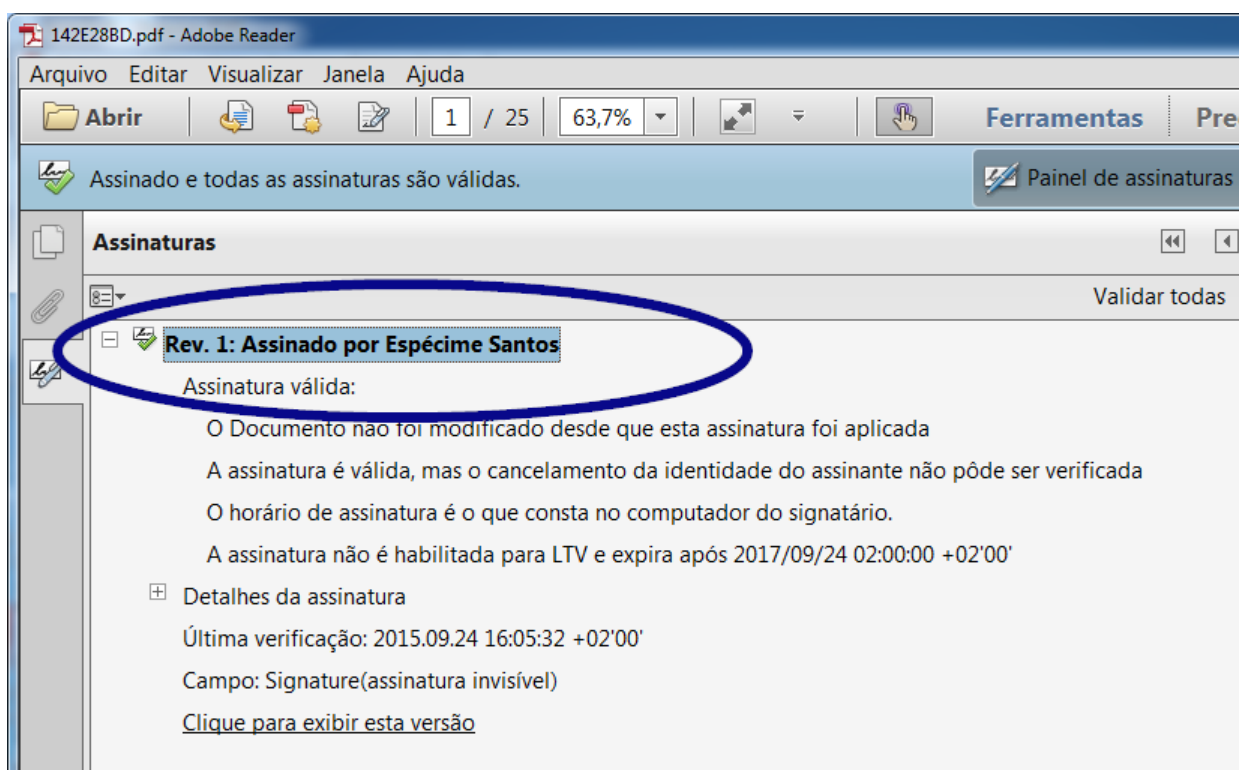 142E28BD.pdf - Adobe Reader
Arquivo Editar Visualizar Janela Ajuda
Abrir 1 / 25 63,7% Ferramentas Pre
Assinado e todas as assinaturas são válidas. Painel de assinaturas
Assinaturas
Validar todas
Rev. 1: Assinado por Espécime Santos
Assinatura válida:
O Documento não foi modificado desde que esta assinatura foi aplicada
A assinatura é válida, mas o cancelamento da identidade do assinante não pôde ser verificada
O horário de assinatura é o que consta no computador do signatário.
A assinatura não é habilitada para LTV e expira após 2017/09/24 02:00:00 +02'00'
Detalhes da assinatura
Última verificação: 2015.09.24 16:05:32 +02'00'
Campo: Signature(assinatura invisível)
Clique para exibir esta versão